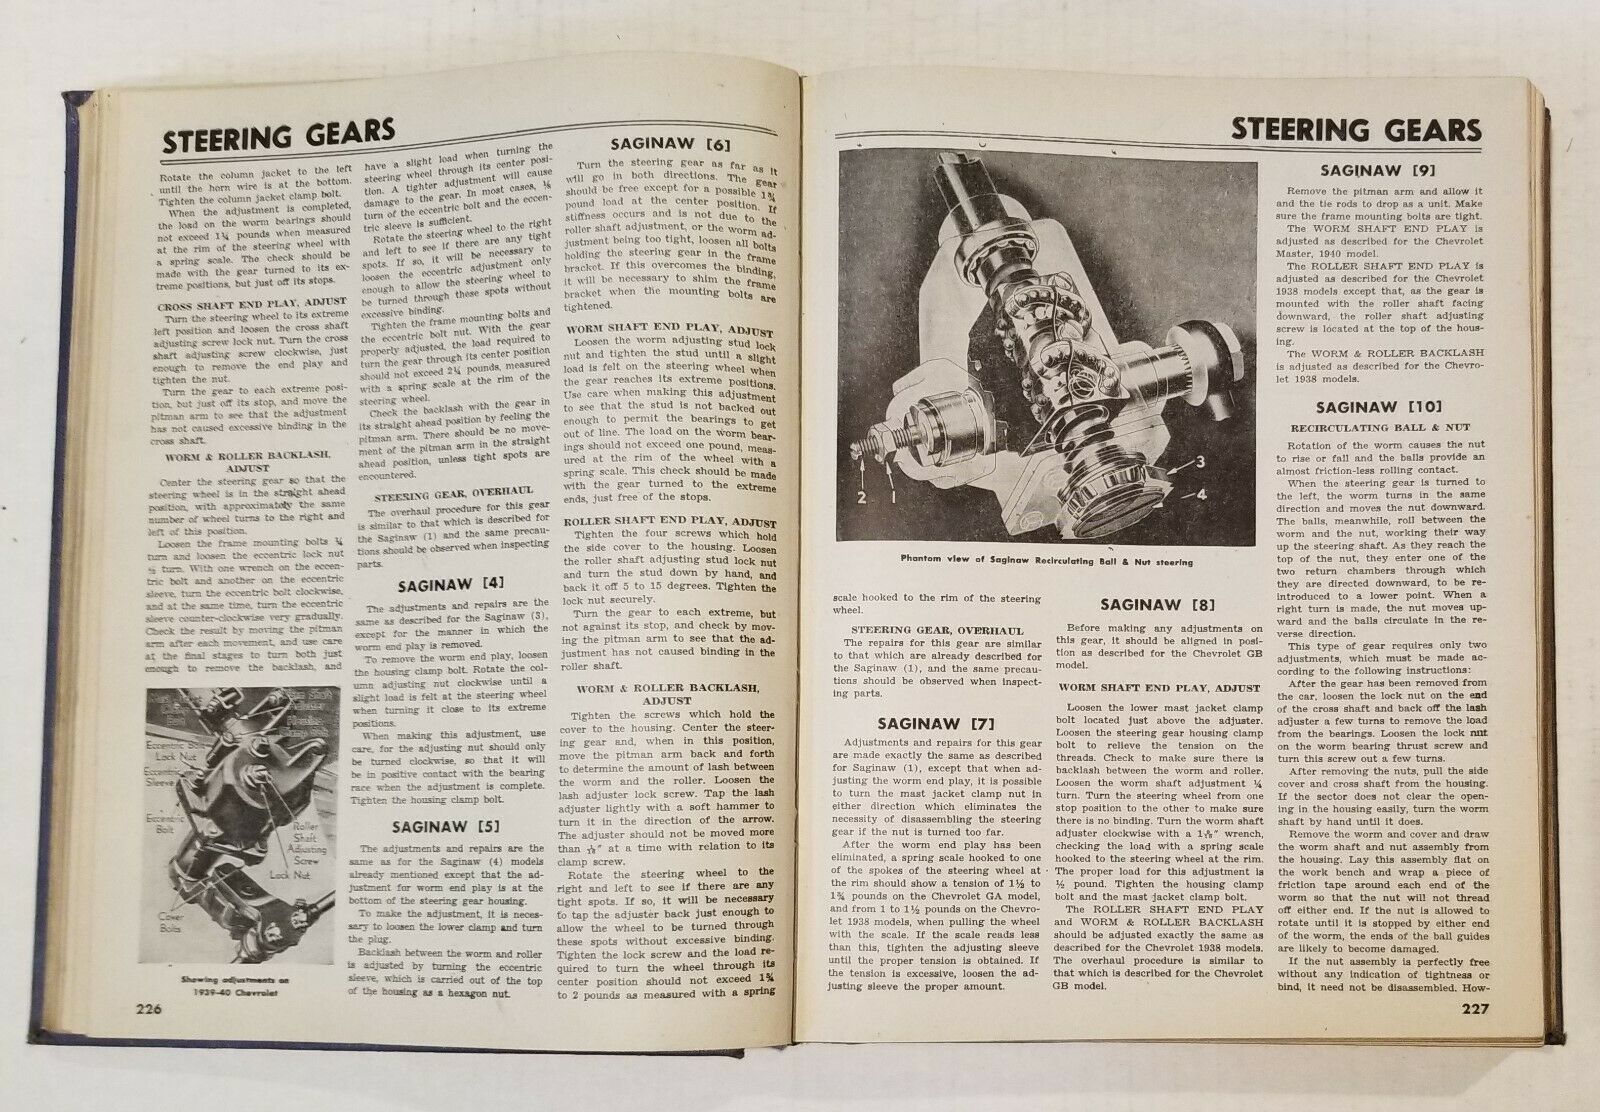 STEERING GEARS
Rotate the column jacket to the left
until the horn wire is at the bottom.
Tighten the column jacket clamp bolt.
When the adjustment is completed,
the load on the worm bearings should
not exceed 1¾ pounds when measured
at the rim of the steering wheel with
a spring scale. The check should be
made with the gear turned to its ex-
treme positions, but just off its stops.
CROSS SHAFT END PLAY, ADJUST
Turn the steering wheel to its extreme
left position and loosen the cross shaft
adjusting screw lock nut. Turn the cross
shaft adjusting screw clockwise, just
enough to remove the end play and
tighten the nut.
Turn the gear to each extreme posi-
tion, but just off its stop, and move the
pitman arm to see that the adjustment
has not caused excessive binding in the
cross shaft.
WORM & ROLLER BACKLASH,
ADJUST
Center the steering gear so that the
steering wheel is in the straight ahead
position, with approximately the same
number of wheel turns to the right and
left of this position.
Loosen the frame mounting bolts ¼
turn and loosen the eccentric lock nut
½ turn. With one wrench on the eccen-
tric bolt and another on the eccentric
sleeve, turn the eccentric bolt clockwise,
and at the same time, turn the eccentric
sleeve counter-clockwise very gradually.
Check the result by moving the pitman
arm after each movement, and use care
at the final stages to turn both just
enough to remove the backlash, and
Eccentric Bolt
Lock Nut
Eccentric
Sleeve
Eccentric
Bolt
Roller
Shaft
Adjusting
Screw
Lock Nut
Cover
Bolts
Showing adjustments on
1939-40 Chevrolet
226
have a slight load when turning the
steering wheel through its center posi-
tion. A tighter adjustment will cause
damage to the gear. In most cases, ⅛
turn of the eccentric bolt and the eccen-
tric sleeve is sufficient.
Rotate the steering wheel to the right
and left to see if there are any tight
spots. If so, it will be necessary to
loosen the eccentric adjustment only
enough to allow the steering wheel to
be turned through these spots without
excessive binding.
Tighten the frame mounting bolts and
the eccentric bolt nut. With the gear
properly adjusted, the load required to
turn the gear through its center position
should not exceed 2¼ pounds, measured
with a spring scale at the rim of the
steering wheel.
Check the backlash with the gear in
its straight ahead position by feeling the
pitman arm. There should be no move-
ment of the pitman arm in the straight
ahead position, unless tight spots are
encountered.
STEERING GEAR, OVERHAUL
The overhaul procedure for this gear
is similar to that which is described for
the Saginaw (1) and the same precau-
tions should be observed when inspecting
parts.
SAGINAW [4]
The adjustments and repairs are the
same as described for the Saginaw (3),
except for the manner in which the
worm end play is removed.
To remove the worm end play, loosen
the housing clamp bolt. Rotate the col-
umn adjusting nut clockwise until a
slight load is felt at the steering wheel
when turning it close to its extreme
positions.
When making this adjustment, use
care, for the adjusting nut should only
be turned clockwise, so that it will
be in positive contact with the bearing
race when the adjustment is complete.
Tighten the housing clamp bolt.
SAGINAW [5]
The adjustments and repairs are the
same as for the Saginaw (4) models
already mentioned except that the ad-
justment for worm end play is at the
bottom of the steering gear housing.
To make the adjustment, it is neces-
sary to loosen the lower clamp and turn
the plug.
Backlash between the worm and roller
is adjusted by turning the eccentric
sleeve, which is carried out of the top
of the housing as a hexagon nut.
SAGINAW [6]
Turn the steering gear as far as it
will go in both directions. The gear
should be free except for a possible 1¾
pound load at the center position. If
stiffness occurs and is not due to the
roller shaft adjustment, or the worm ad-
justment being too tight, loosen all bolts
holding the steering gear in the frame
bracket. If this overcomes the binding,
it will be necessary to shim the frame
bracket when the mounting bolts are
tightened.
WORM SHAFT END PLAY, ADJUST
Loosen the worm adjusting stud lock
nut and tighten the stud until a slight
load is felt on the steering wheel when
the gear reaches its extreme positions.
Use care when making this adjustment
to see that the stud is not backed out
enough to permit the bearings to get
out of line. The load on the worm bear-
ings should not exceed one pound, meas-
ured at the rim of the wheel with a
spring scale. This check should be made
with the gear turned to the extreme
ends, just free of the stops.
ROLLER SHAFT END PLAY, ADJUST
Tighten the four screws which hold
the side cover to the housing. Loosen
the roller shaft adjusting stud lock nut
and turn the stud down by hand, and
back it off 5 to 15 degrees. Tighten the
lock nut securely.
Turn the gear to each extreme, but
not against its stop, and check by mov-
ing the pitman arm to see that the ad-
justment has not caused binding in the
roller shaft.
WORM & ROLLER BACKLASH,
ADJUST
Tighten the screws which hold the
cover to the housing. Center the steer-
ing gear and, when in this position,
move the pitman arm back and forth
to determine the amount of lash between
the worm and the roller. Loosen the
lash adjuster lock screw. Tap the lash
adjuster lightly with a soft hammer to
turn it in the direction of the arrow.
The adjuster should not be moved more
than 1/16" at a time with relation to its
clamp screw.
Rotate the steering wheel to the
right and left to see if there are any
tight spots. If so, it will be necessary
to tap the adjuster back just enough to
allow the wheel to be turned through
these spots without excessive binding.
Tighten the lock screw and the load re-
quired to turn the wheel through its
center position should not exceed 1¾
to 2 pounds as measured with a spring
STEERING GEARS
2 1 3 4
Phantom view of Saginaw Recirculating Ball & Nut steering
scale hooked to the rim of the steering
wheel.
STEERING GEAR, OVERHAUL
The repairs for this gear are similar
to that which already described for
the Saginaw (1), and the same precau-
tions should be observed when inspect-
ing parts.
SAGINAW [7]
Adjustments and repairs for this gear
are made exactly the same as described
for Saginaw (1), except that when ad-
justing the worm end play, it is possible
to turn the mast jacket clamp nut in
either direction which eliminates the
necessity of disassembling the steering
gear if the nut is turned too far.
After the worm end play has been
eliminated, a spring scale hooked to one
of the spokes of the steering wheel at
the rim should show a tension of 1½ to
1¾ pounds on the Chevrolet GA model,
and from 1 to 1½ pounds on the Chevro-
let 1938 models, when pulling the wheel
with the scale. If the scale reads less
than this, tighten the adjusting sleeve
until the proper tension is obtained. If
the tension is excessive, loosen the ad-
justing sleeve the proper amount.
SAGINAW [8]
Before making any adjustments on
this gear, it should be aligned in posi-
tion as described for the Chevrolet GB
model.
WORM SHAFT END PLAY, ADJUST
Loosen the lower mast jacket clamp
bolt located just above the adjuster.
Loosen the steering gear housing clamp
bolt to relieve the tension on the
threads. Check to make sure there is
backlash between the worm and roller.
Loosen the worm shaft adjustment ¼
turn. Turn the steering wheel from one
stop position to the other to make sure
there is no binding. Turn the worm shaft
adjuster clockwise with a wrench,
checking the load with a spring scale
hooked to the steering wheel at the rim.
The proper load for this adjustment is
½ pound. Tighten the housing clamp
bolt and the mast jacket clamp bolt.
The ROLLER SHAFT END PLAY
and WORM & ROLLER BACKLASH
should be adjusted exactly the same as
described for the Chevrolet 1938 models.
The overhaul procedure is similar to
that which is described for the Chevrolet
GB model.
SAGINAW [9]
Remove the pitman arm and allow it
and the tie rods to drop as a unit. Make
sure the frame mounting bolts are tight.
The WORM SHAFT END PLAY is
adjusted as described for the Chevrolet
Master, 1940 model.
The ROLLER SHAFT END PLAY is
adjusted as described for the Chevrolet
1938 models except that, as the gear is
mounted with the roller shaft facing
downward, the roller shaft adjusting
screw is located at the top of the hous-
ing.
The WORM & ROLLER BACKLASH
is adjusted as described for the Chevro-
let 1938 models.
SAGINAW [10]
RECIRCULATING BALL & NUT
Rotation of the worm causes the nut
to rise or fall and the balls provide an
almost friction-less rolling contact.
When the steering gear is turned to
the left, the worm turns in the same
direction and moves the nut downward.
The balls, meanwhile, roll between the
worm and the nut, working their way
up the steering shaft. As they reach the
top of the nut, they enter one of the
two return chambers through which
they are directed downward, to be re-
introduced to a lower point. When a
right turn is made, the nut moves up-
ward and the balls circulate in the re-
verse direction.
This type of gear requires only two
adjustments, which must be made ac-
cording to the following instructions:
After the gear has been removed from
the car, loosen the lock nut on the end
of the cross shaft and back off the lash
adjuster a few turns to remove the load
from the bearings. Loosen the lock nut
on the worm bearing thrust screw and
turn this screw out a few turns.
After removing the nuts, pull the side
cover and cross shaft from the housing.
If the sector does not clear the open-
ing in the housing easily, turn the worm
shaft by hand until it does.
Remove the worm and cover and draw
the worm shaft and nut assembly from
the housing. Lay this assembly flat on
the work bench and wrap a piece of
friction tape around each end of the
worm so that the nut will not thread
off either end. If the nut is allowed to
rotate until it is stopped by either end
of the worm, the ends of the ball guides
are likely to become damaged.
If the nut assembly is perfectly free
without any indication of tightness or
bind, it need not be disassembled. How-
227